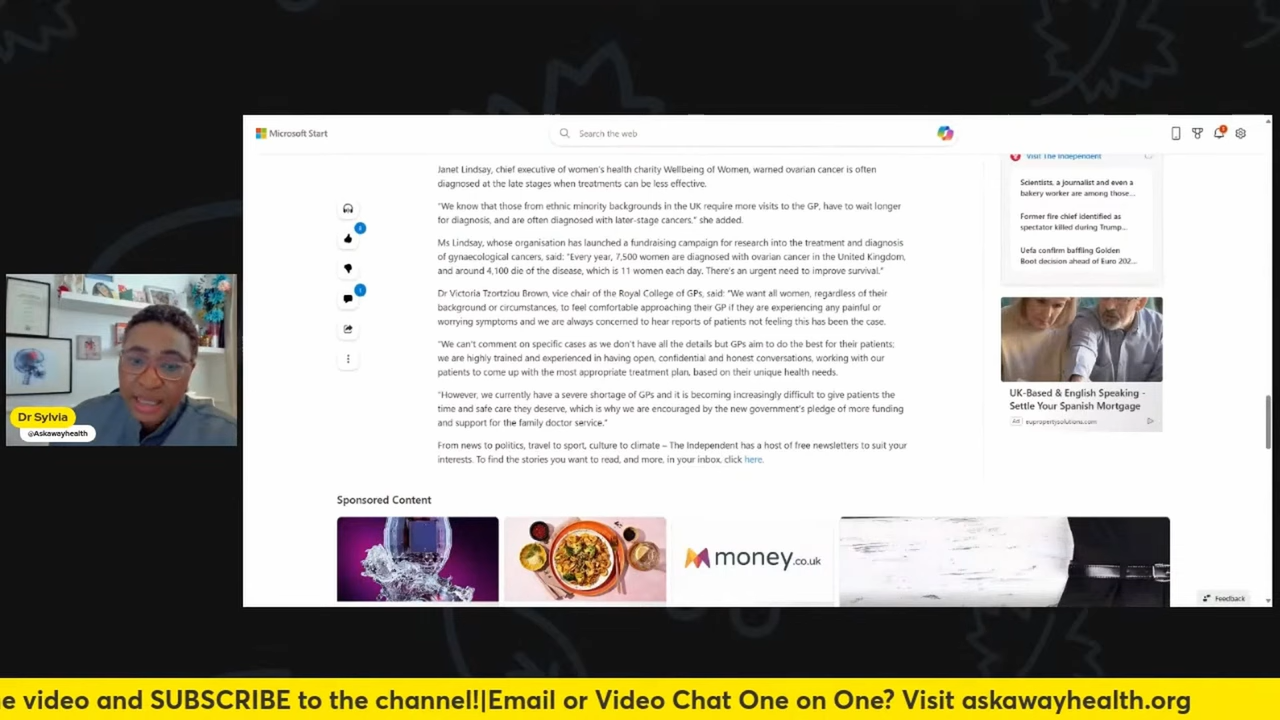 Microsoft Start
Search the web
Janet Lindsay, chief executive of women's health charity Wellbeing of Women, warned ovarian cancer is often
diagnosed at the late stages when treatments can be less effective.
"We know that those from ethnic minority backgrounds in the UK require more visits to the GP, have to wait longer
for diagnosis, and are often diagnosed with later-stage cancers," she added.
Ms Lindsay, whose organisation has launched a fundraising campaign for research into the treatment and diagnosis
of gynaecological cancers, said: "Every year, 7,500 women are diagnosed with ovarian cancer in the United Kingdom,
and around 4,100 die of the disease, which is 11 women each day. There's an urgent need to improve survival."
Dr Victoria Tzortziou Brown, vice chair of the Royal College of GPs, said: "We want all women, regardless of their
background or circumstances, to feel comfortable approaching their GP if they are experiencing any painful or
worrying symptoms and we are always concerned to hear reports of patients not feeling this has been the case.
"We can't comment on specific cases as we don't have all the details but GPs aim to do the best for their patients;
we are highly trained and experienced in having open, confidential and honest conversations, working with our
patients to come up with the most appropriate treatment plan, based on their unique health needs.
"However, we currently have a severe shortage of GPs and it is becoming increasingly difficult to give patients the
time and safe care they deserve, which is why we are encouraged by the new government's pledge of more funding
and support for the family doctor service."
From news to politics, travel to sport, culture to climate – The Independent has a host of free newsletters to suit your
interests. To find the stories you want to read, and more, in your inbox, click here.
Visit The Independent
Scientists, a journalist and even a
bakery worker are among those...
Former fire chief identified as
spectator killed during Trump...
Uefa confirm baffling Golden
Boot decision ahead of Euro 202...
UK-Based & English Speaking -
Settle Your Spanish Mortgage
Ad eupropertysolutions.com
Sponsored Content
money.co.uk
Feedback
Dr Sylvia
@Askawayhealth
e video and SUBSCRIBE to the channel!|Email or Video Chat One on One? Visit askawayhealth.org